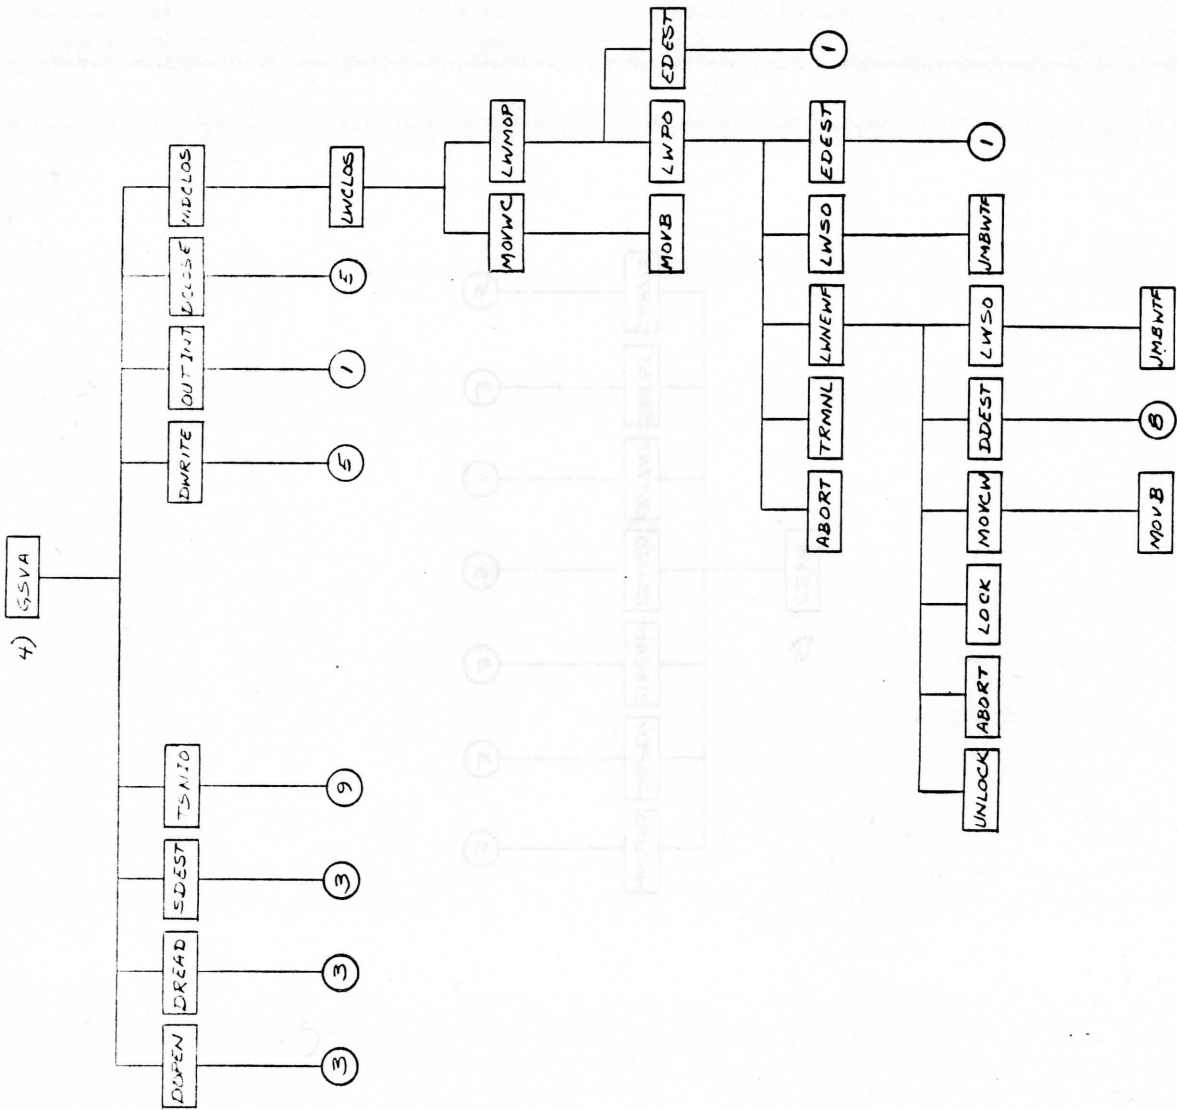 4) GSVA
DOPEN DREAD SDEST TSNIO DWRITE OUTINT DCLOSE WDCLOS
3 3 3 9 5 1 5 LWCLOS
MOVWC LWMOP
MOVB LWPO EDEST
ABORT TRMNL LWNEWF LWSO EDEST 1
UNLOCK ABORT LOCK MOVCW DDEST LWSO JMBWTF 1
MOVB 8 JMBWTF